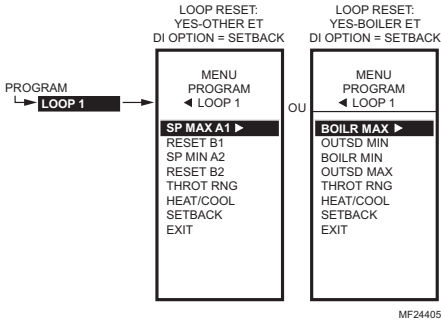 LOOP RESET:
YES-OTHER ET
DI OPTION = SETBACK
LOOP RESET:
YES-BOILER ET
DI OPTION = SETBACK
PROGRAM
LOOP 1
MENU
PROGRAM
◄ LOOP 1
SP MAX A1 ►
RESET B1
SP MIN A2
RESET B2
THROT RNG
HEAT/COOL
SETBACK
EXIT
OU
MENU
PROGRAM
◄ LOOP 1
BOILR MAX ►
OUTSD MIN
BOILR MIN
OUTSD MAX
THROT RNG
HEAT/COOL
SETBACK
EXIT
MF24405